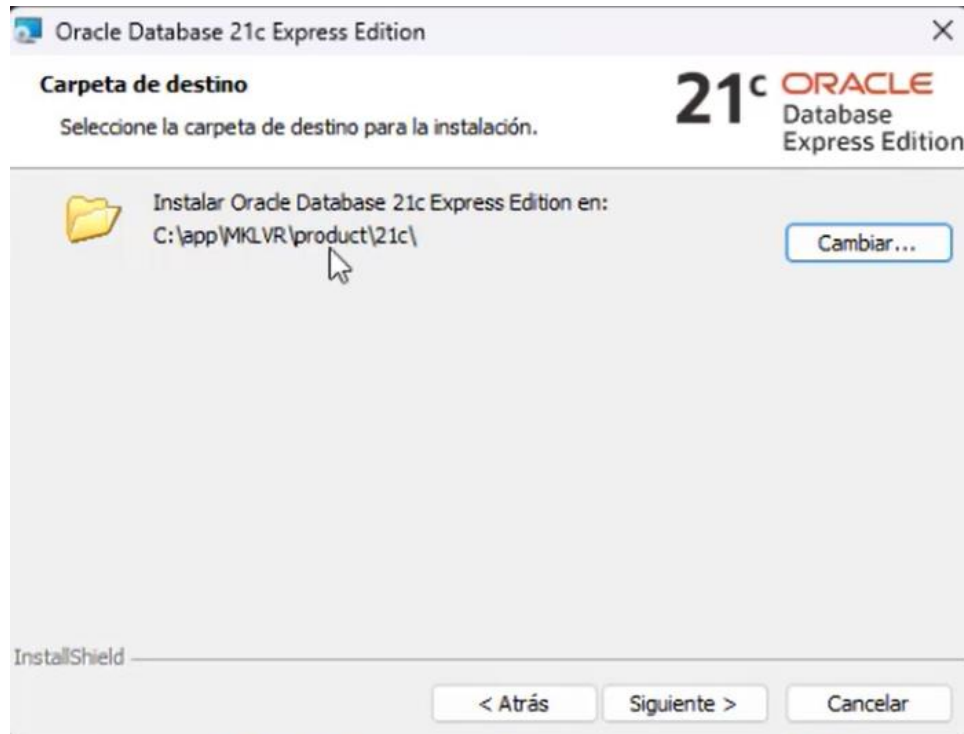 Oracle Database 21c Express Edition
Carpeta de destino
Seleccione la carpeta de destino para la instalación.
21c ORACLE
Database
Express Edition
Instalar Oracle Database 21c Express Edition en:
C:\app\MKLVR\product\21c\
Cambiar...
InstallShield
< Atrás
Siguiente >
Cancelar